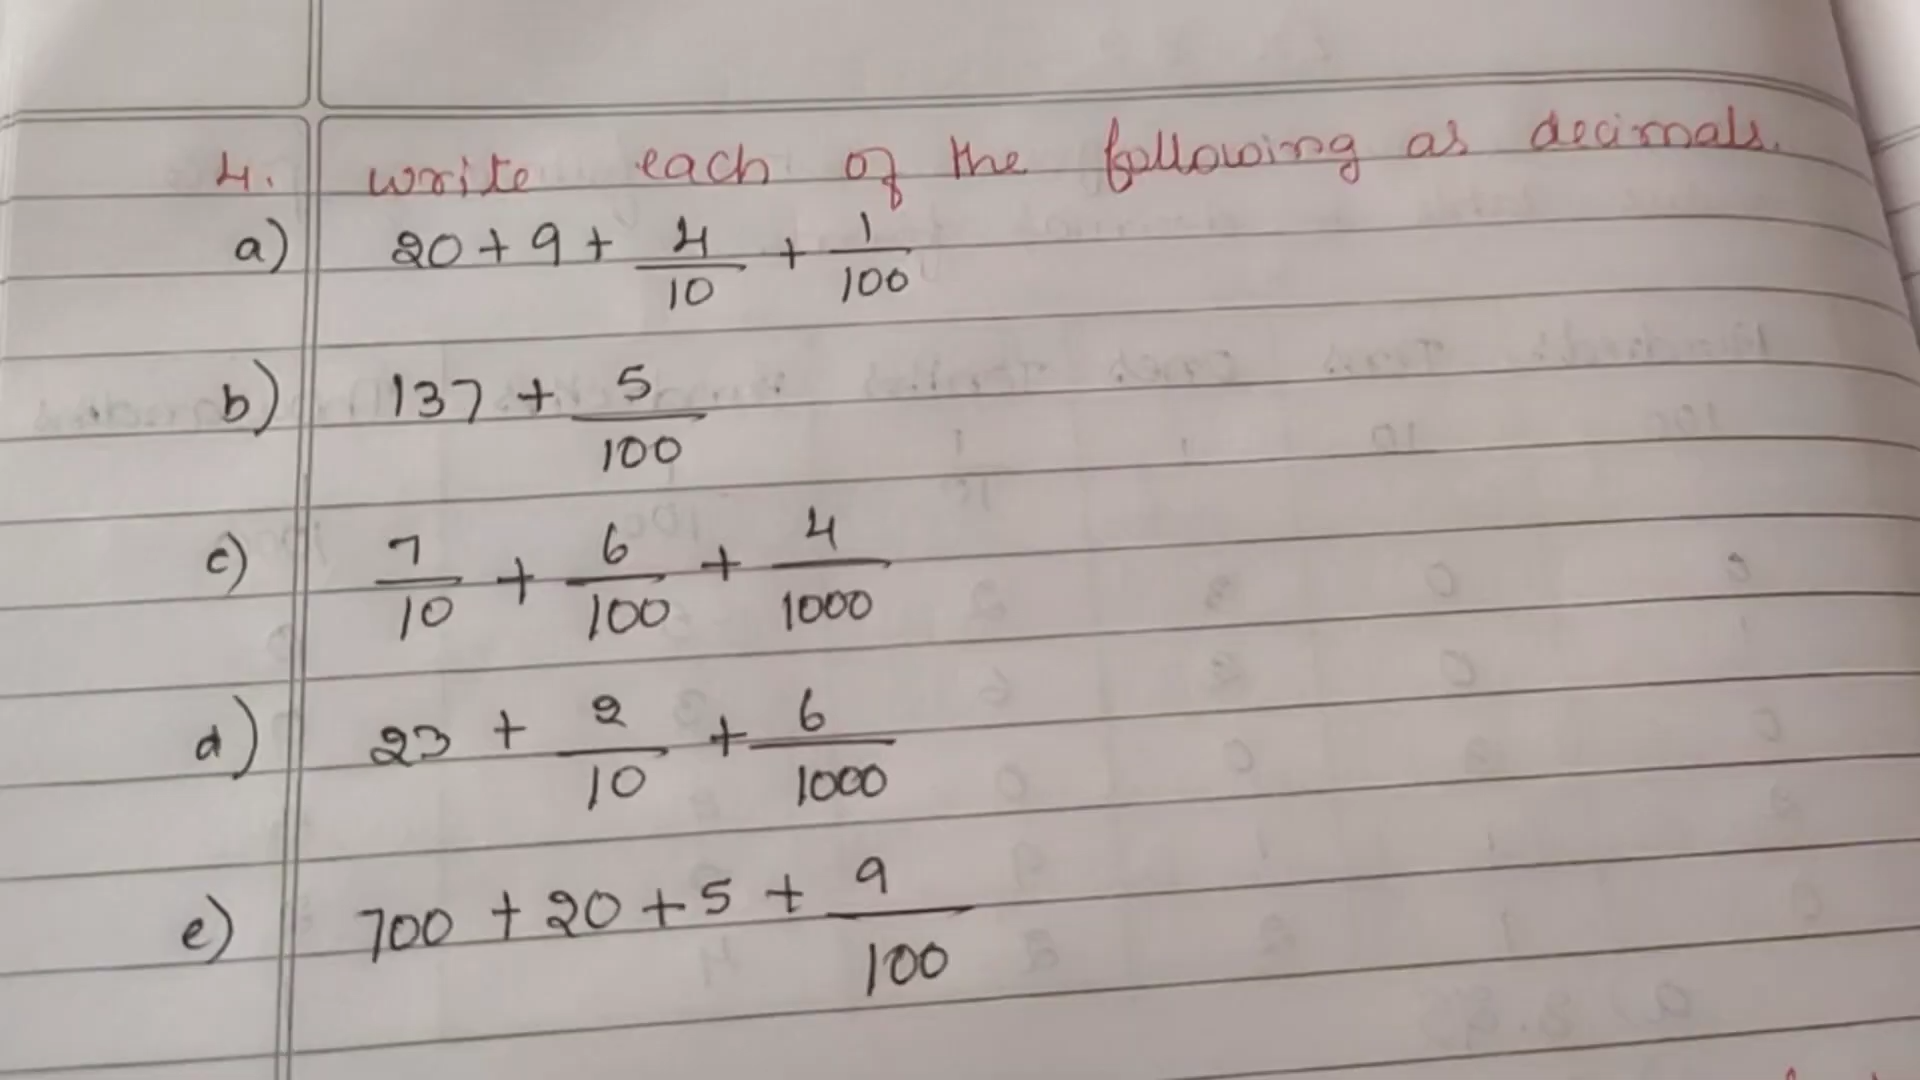 4. write each of the following as decimals.
a) 20 + 9 + 4/10 + 1/100
b) 137 + 5/100
c) 7/10 + 6/100 + 4/1000
d) 23 + 2/10 + 6/1000
e) 700 + 20 + 5 + 9/100